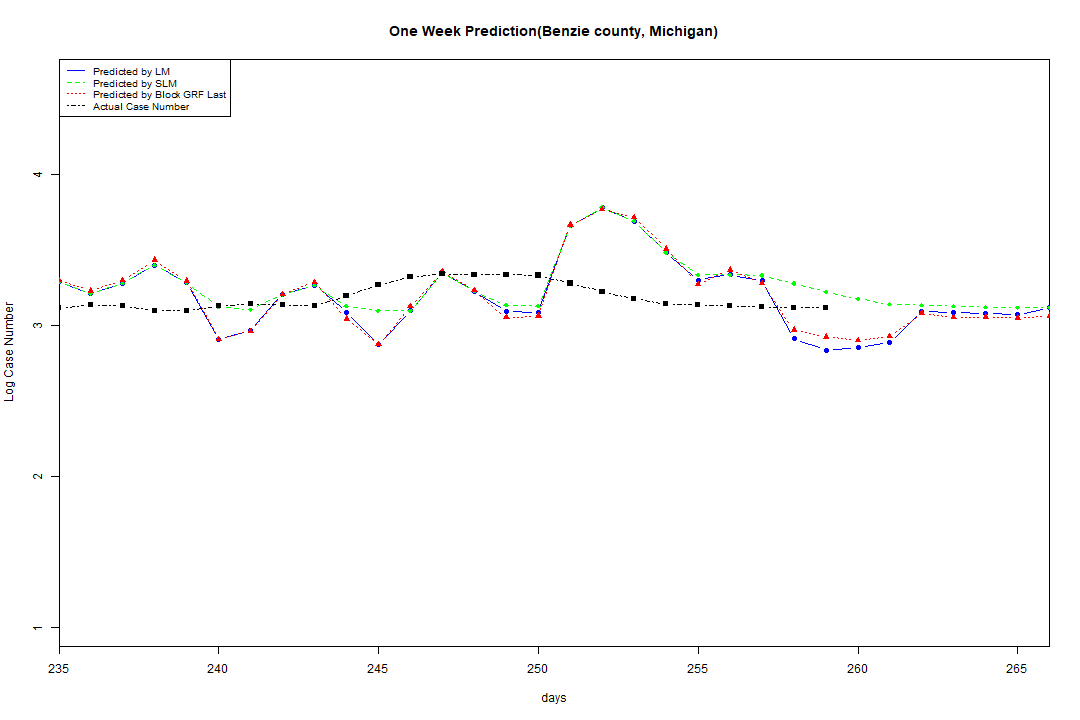 One Week Prediction(Benzie county, Michigan)
Predicted by LM
Predicted by SLM
Predicted by Block GRF Last
Actual Case Number
Log Case Number
4
3
2
1
235 240 245 250 255 260 265
days